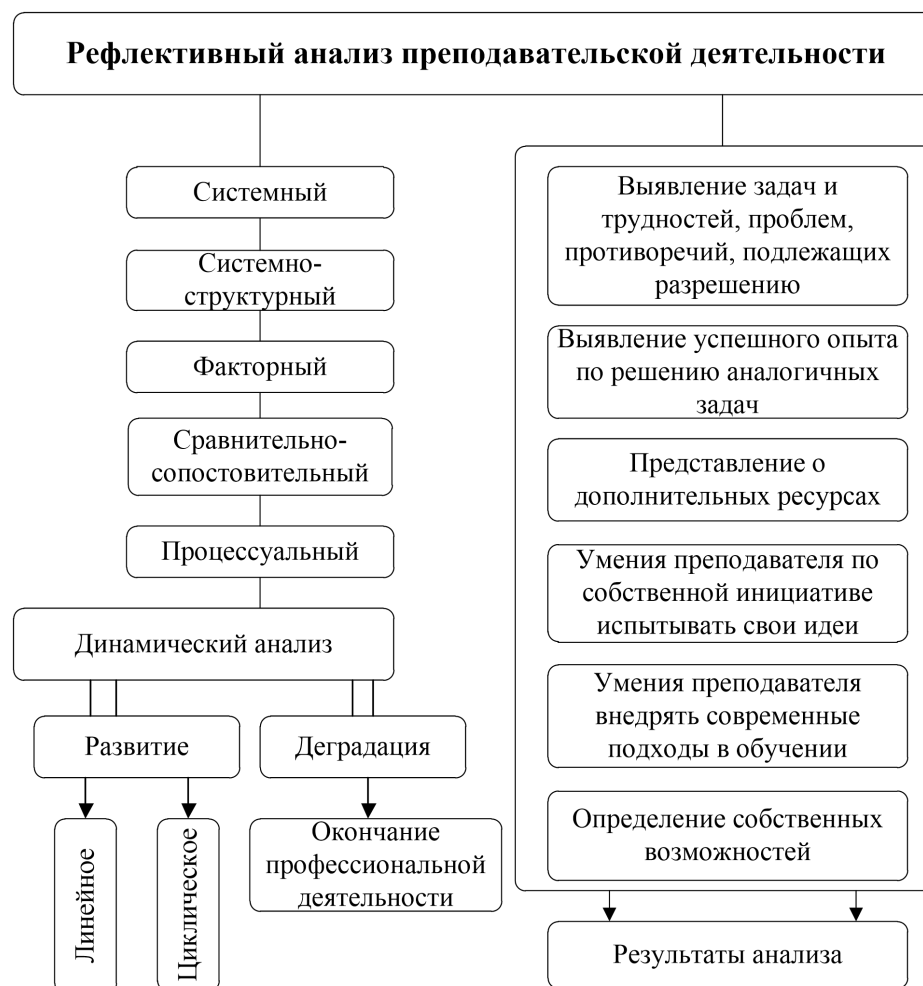 Рефлективный анализ преподавательской деятельности
Системный
Системно-
структурный
Факторный
Сравнительно-
сопостовительный
Процессуальный
Динамический анализ
Развитие
Деградация
Линейное
Циклическое
Окончание
профессиональной
деятельности
Выявление задач и
трудностей, проблем,
противоречий, подлежащих
разрешению
Выявление успешного опыта
по решению аналогичных
задач
Представление о
дополнительных ресурсах
Умения преподавателя по
собственной инициативе
испытывать свои идеи
Умения преподавателя
внедрять современные
подходы в обучении
Определение собственных
возможностей
Результаты анализа